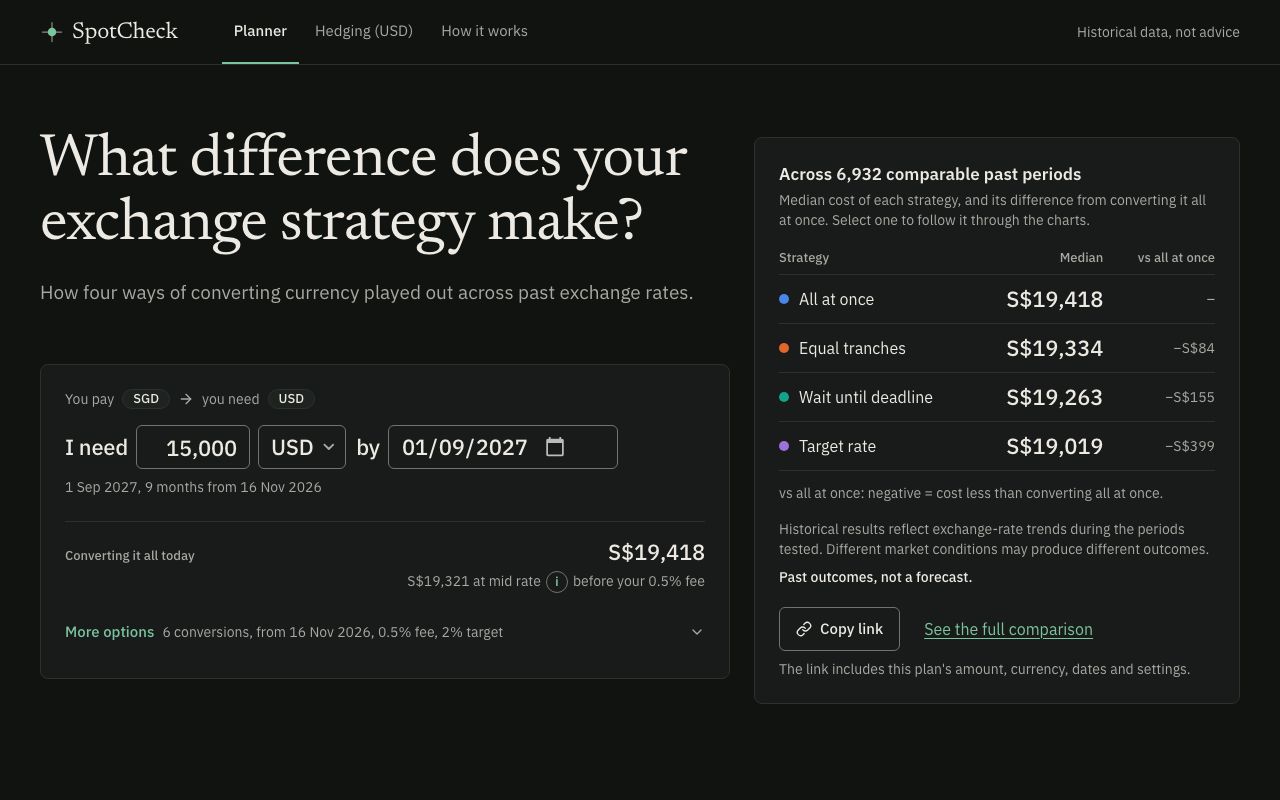 SpotCheck
Planner
Hedging (USD)
How it works
Historical data, not advice
What difference does your
exchange strategy make?
How four ways of converting currency played out across past exchange rates.
You pay SGD → you need USD
I need 15,000 USD by 01/09/2027
1 Sep 2027, 9 months from 16 Nov 2026
Converting it all today S$19,418
S$19,321 at mid rate i before your 0.5% fee
More options 6 conversions, from 16 Nov 2026, 0.5% fee, 2% target
Across 6,932 comparable past periods
Median cost of each strategy, and its difference from converting it all
at once. Select one to follow it through the charts.
Strategy Median vs all at once
All at once S$19,418 –
Equal tranches S$19,334 −S$84
Wait until deadline S$19,263 −S$155
Target rate S$19,019 −S$399
vs all at once: negative = cost less than converting all at once.
Historical results reflect exchange-rate trends during the periods
tested. Different market conditions may produce different outcomes.
Past outcomes, not a forecast.
Copy link
See the full comparison
The link includes this plan's amount, currency, dates and settings.